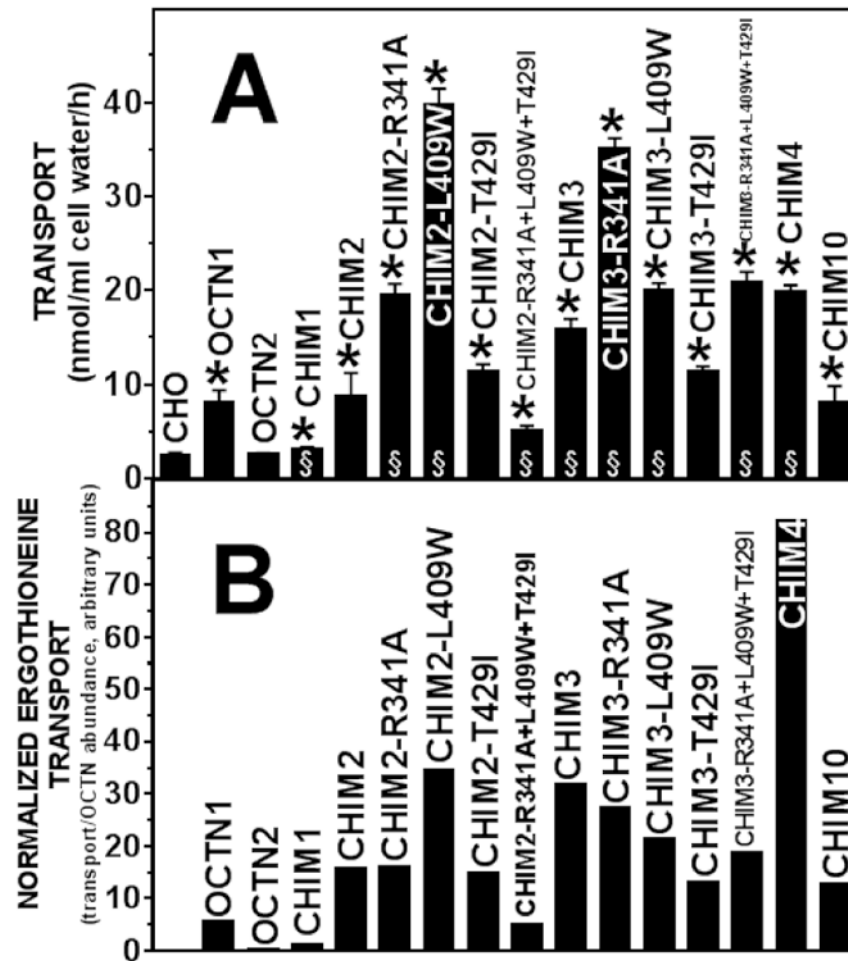 A
TRANSPORT
(nmol/ml cell water/h)
40
30
20
10
0
CHO
*OCTN1
OCTN2
*CHIM1
*CHIM2
*CHIM2-R341A
CHIM2-L409W*
*CHIM2-T429I
*CHIM2-R341A+L409W+T429I
*CHIM3
CHIM3-R341A*
*CHIM3-L409W
*CHIM3-T429I
*CHIM3-R341A+L409W+T429I
*CHIM4
*CHIM10
§ § § § § § § §
B
NORMALIZED ERGOTHIONEINE
TRANSPORT
(transport/OCTN abundance, arbitrary units)
80
70
60
50
40
30
20
10
0
OCTN1
OCTN2
CHIM1
CHIM2
CHIM2-R341A
CHIM2-L409W
CHIM2-T429I
CHIM2-R341A+L409W+T429I
CHIM3
CHIM3-R341A
CHIM3-L409W
CHIM3-T429I
CHIM3-R341A+L409W+T429I
CHIM4
CHIM10